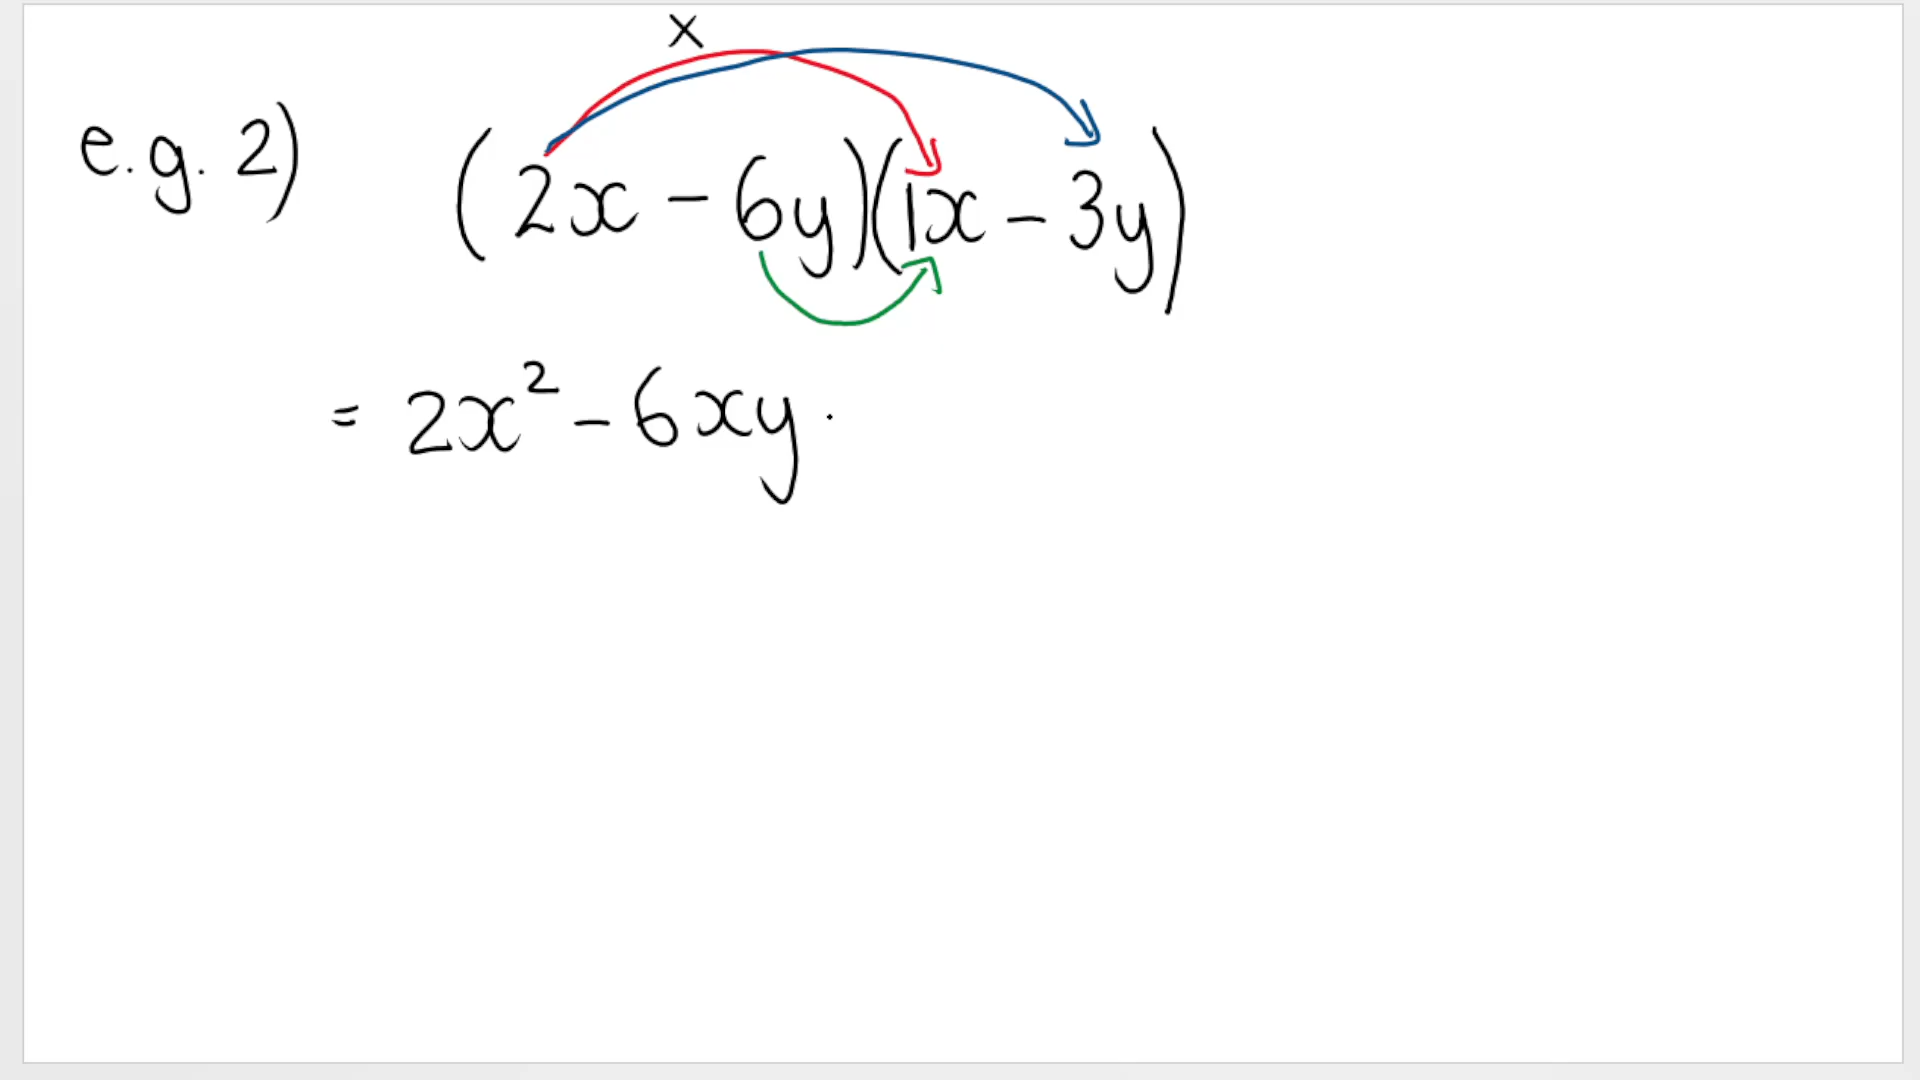 ×
e.g. 2) (2x - 6y)(1x - 3y)
= 2x² - 6xy